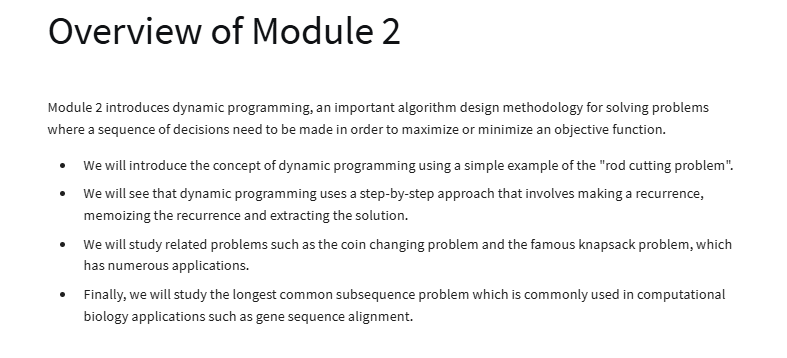 Overview of Module 2
Module 2 introduces dynamic programming, an important algorithm design methodology for solving problems
where a sequence of decisions need to be made in order to maximize or minimize an objective function.
• We will introduce the concept of dynamic programming using a simple example of the "rod cutting problem".
• We will see that dynamic programming uses a step-by-step approach that involves making a recurrence,
memoizing the recurrence and extracting the solution.
• We will study related problems such as the coin changing problem and the famous knapsack problem, which
has numerous applications.
• Finally, we will study the longest common subsequence problem which is commonly used in computational
biology applications such as gene sequence alignment.